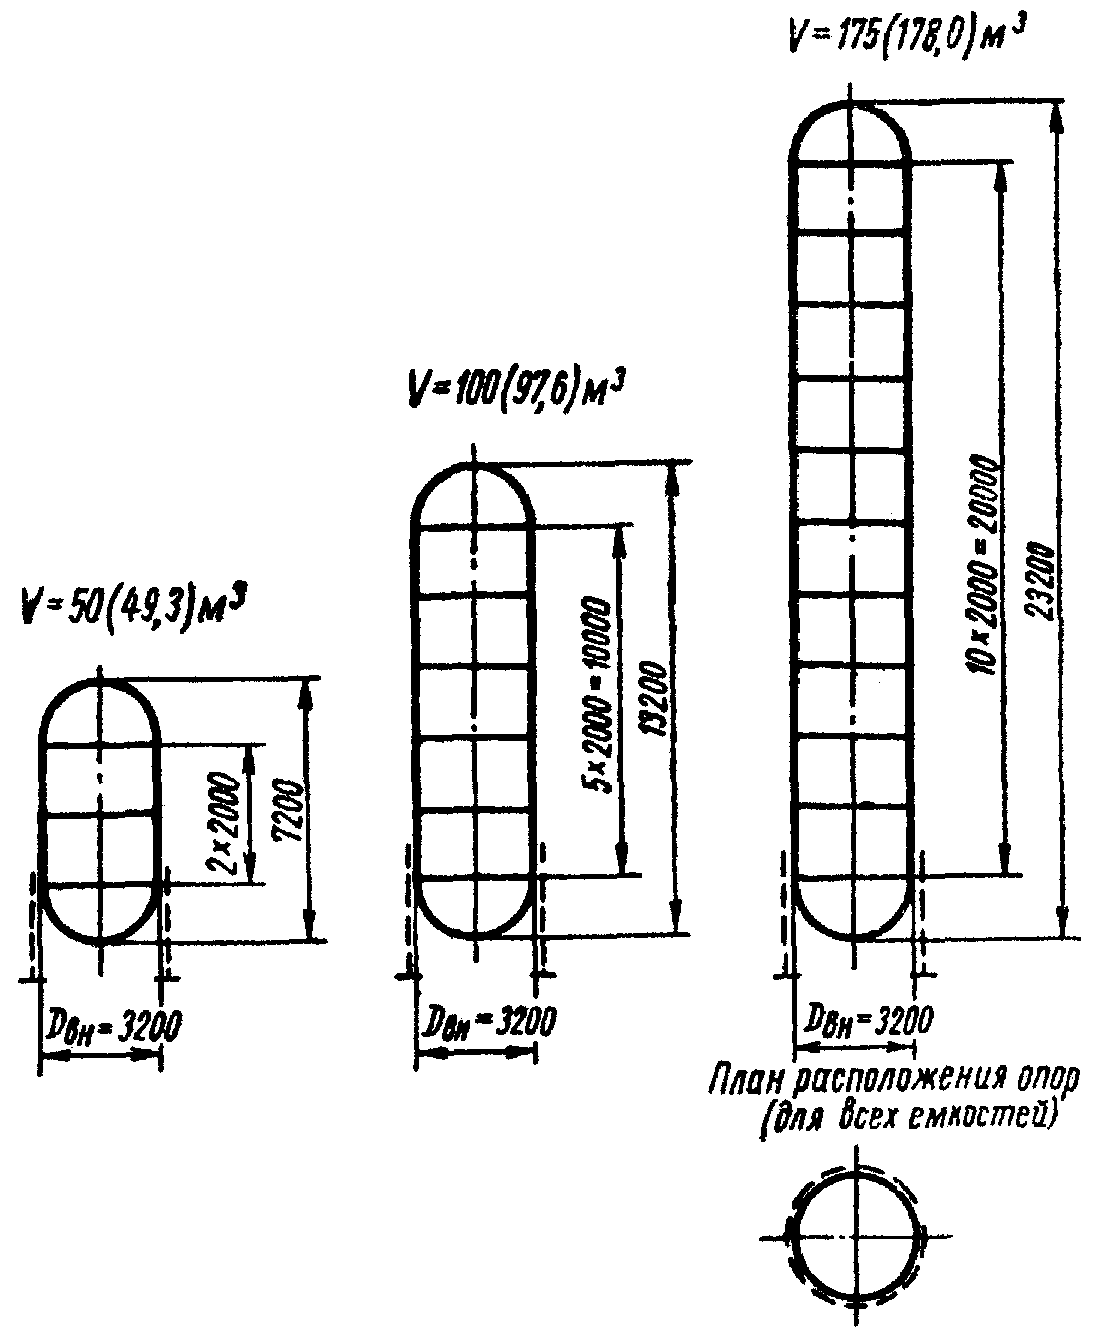 V = 175(178,0) м³
10 × 2000 = 20000
23200
Dвн = 3200
V = 100(97,6) м³
5 × 2000 = 10000
13200
Dвн = 3200
V = 50(49,3) м³
2 × 2000
7200
Dвн = 3200
План расположения опор
(для всех емкостей)